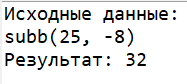 Исходные данные:
subb(25, -8)
Результат: 32